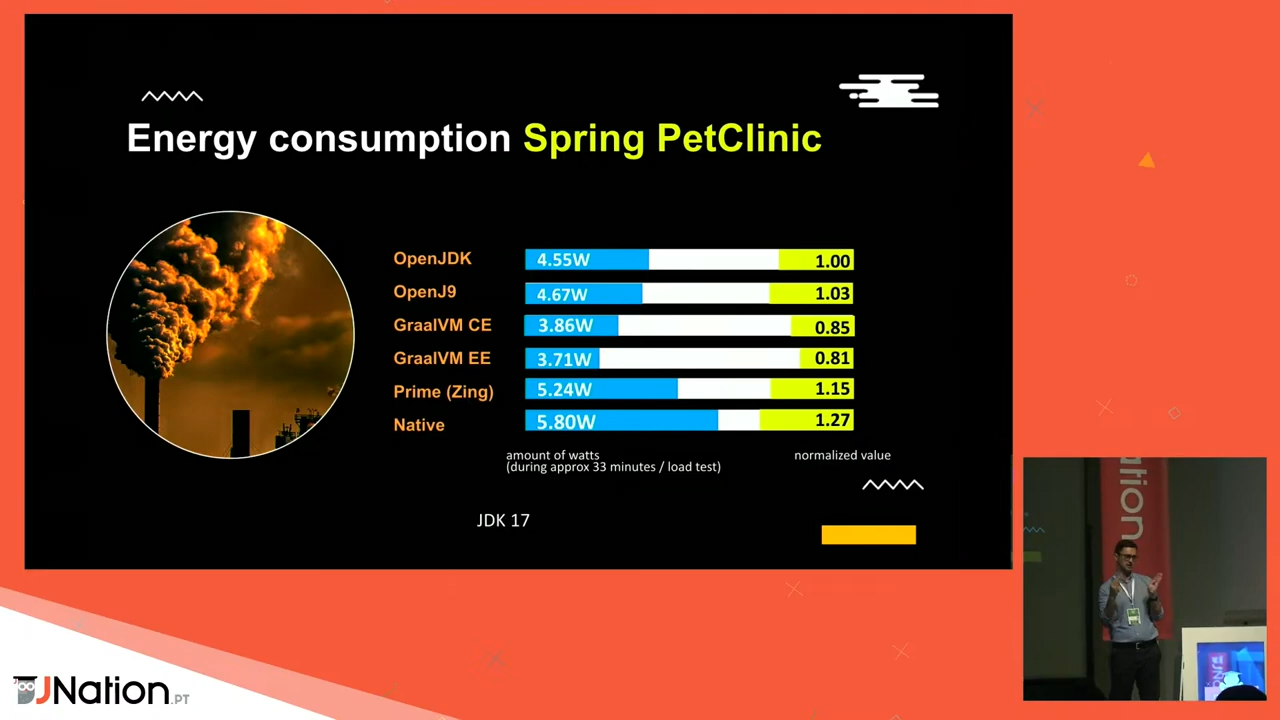 Energy consumption Spring PetClinic
OpenJDK 4.55W 1.00
OpenJ9 4.67W 1.03
GraalVM CE 3.86W 0.85
GraalVM EE 3.71W 0.81
Prime (Zing) 5.24W 1.15
Native 5.80W 1.27
amount of watts normalized value
(during approx 33 minutes / load test)
JDK 17
JNation.PT
ation